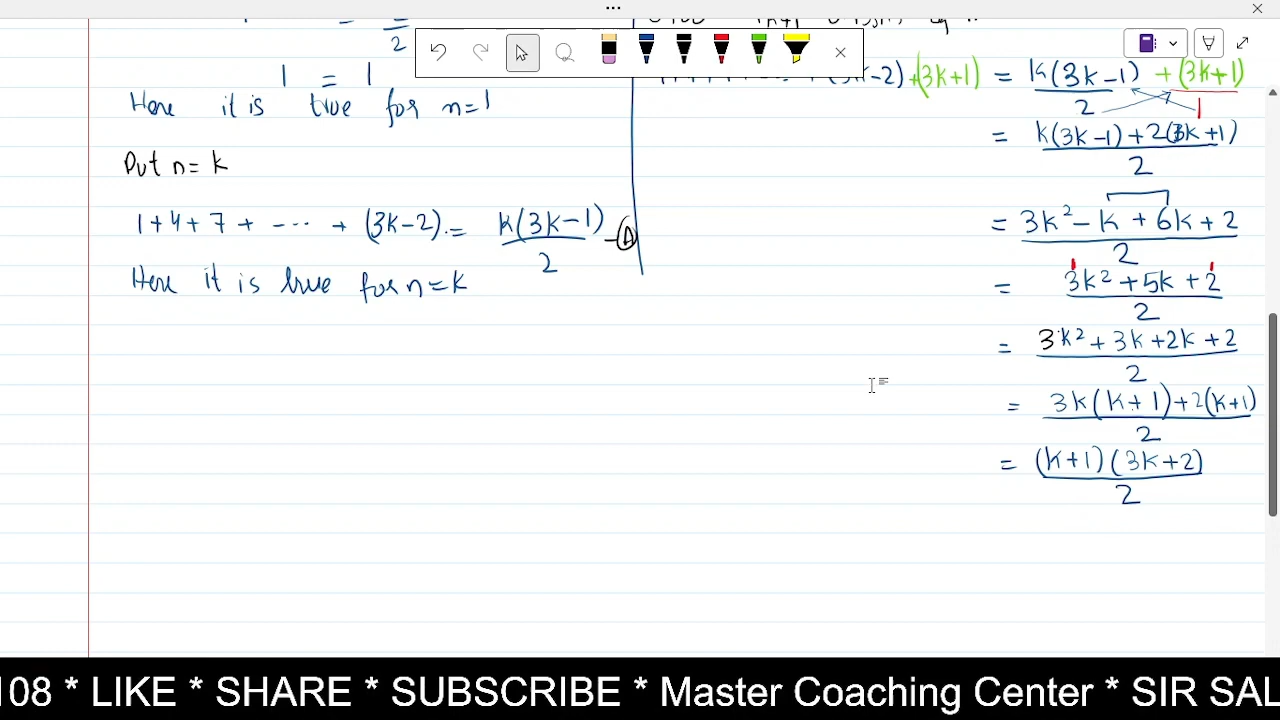 1 = 1
Here it is true for n=1
Put n= k
1+4+7+ ---- + (3k-2).= k(3k-1)/2 -(A)
Here it is true for n=k
-2)+(3k+1) = k(3k-1)/2 + (3k+1)/1
= k(3k-1)+2(3k+1)/2
= 3k²-k+6k+2/2
= 3k²+5k+2/2
= 3k²+3k+2k+2/2
= 3k(k+1)+2(k+1)/2
= (k+1)(3k+2)/2
108 * LIKE * SHARE * SUBSCRIBE * Master Coaching Center * SIR SAL